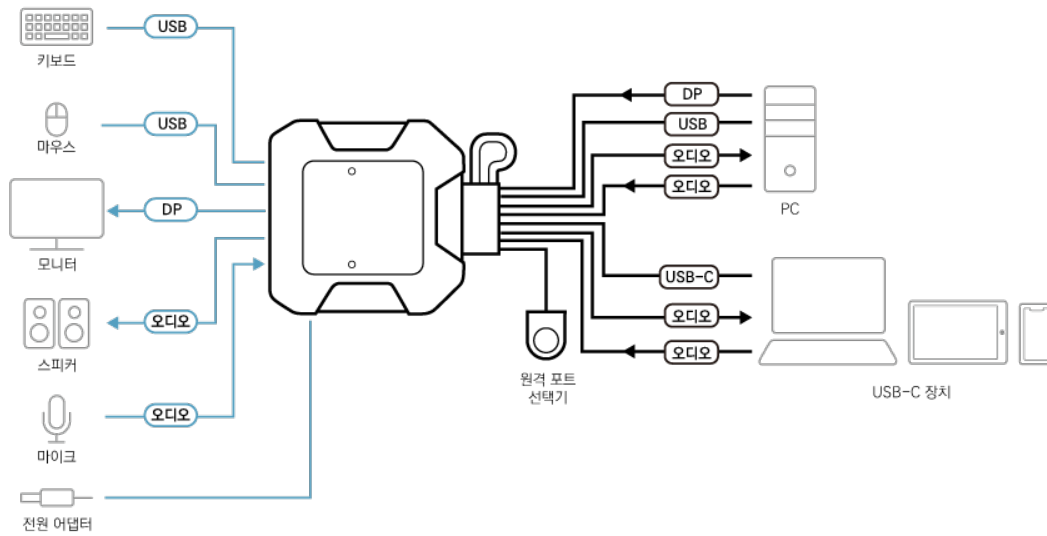 USB
키보드
USB
마우스
DP
모니터
오디오
스피커
오디오
마이크
전원 어댑터
원격 포트
선택기
DP
USB
오디오
오디오
PC
USB-C
오디오
오디오
USB-C 장치